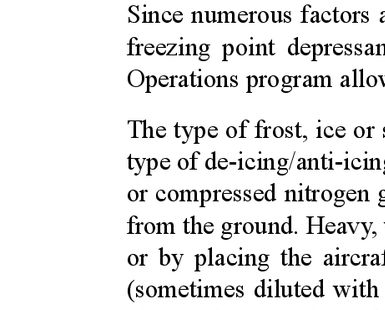 Since numerous factors
freezing point depressan
Operations program allow
The type of frost, ice or
type of de-icing/anti-icing
or compressed nitrogen
from the ground. Heavy,
or by placing the aircraf
(sometimes diluted with